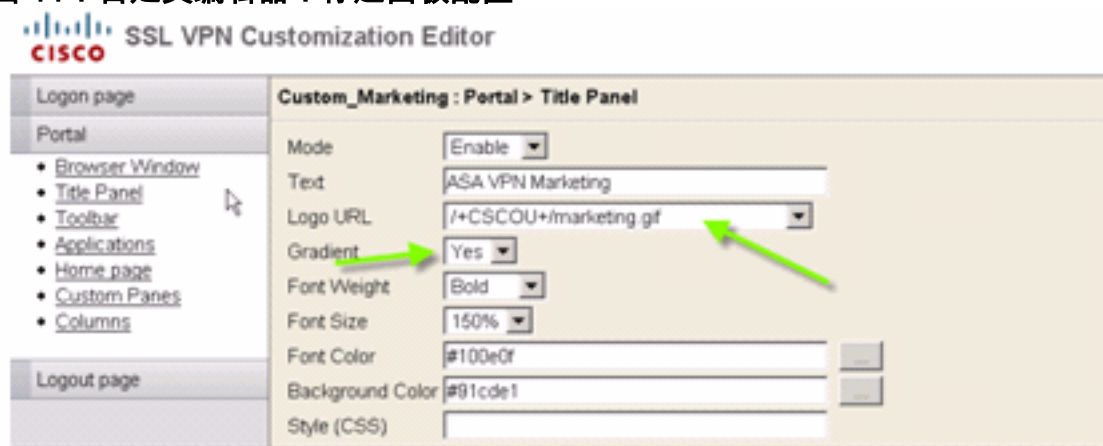 CISCO SSL VPN Customization Editor
Logon page
Portal
• Browser Window
• Title Panel
• Toolbar
• Applications
• Home page
• Custom Panes
• Columns
Logout page
Custom_Marketing : Portal > Title Panel
Mode Enable
Text ASA VPN Marketing
Logo URL /+CSCOU+/marketing.gif
Gradient Yes
Font Weight Bold
Font Size 150%
Font Color #100e0f ...
Background Color #91cde1 ...
Style (CSS)